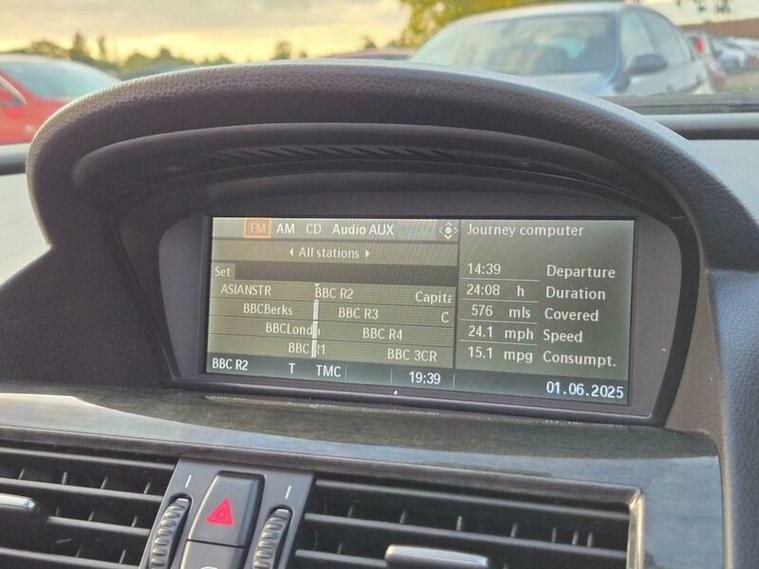 FM AM CD Audio AUX
All stations
Set
ASIANSTR BBC R2 Capita
BBCBerks BBC R3 C
BBCLond BBC R4
BBC R1 BBC 3CR
BBC R2 T TMC 19:39
Journey computer
14:39 Departure
24:08 h Duration
576 mls Covered
24.1 mph Speed
15.1 mpg Consumpt.
01.06.2025